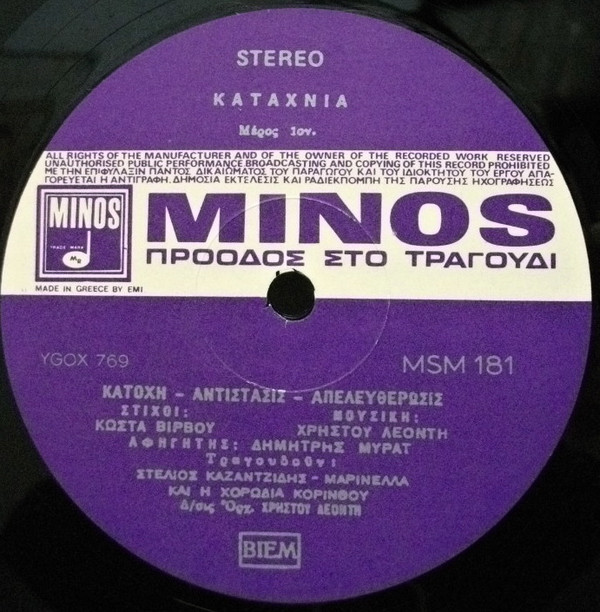 STEREO
ΚΑΤΑΧΝΙΑ
Μέρος 1ον.
ALL RIGHTS OF THE MANUFACTURER AND OF THE OWNER OF THE RECORDED WORK RESERVED
UNAUTHORISED PUBLIC PERFORMANCE BROADCASTING AND COPYING OF THIS RECORD PROHIBITED
ΜΕ ΤΗΝ ΕΠΙΦΥΛΑΞΙΝ ΠΑΝΤΟΣ ΔΙΚΑΙΩΜΑΤΟΣ ΤΟΥ ΠΑΡΑΓΩΓΟΥ ΚΑΙ ΤΟΥ ΙΔΙΟΚΤΗΤΟΥ ΤΟΥ ΕΡΓΟΥ ΑΠΑ-
ΓΟΡΕΥΕΤΑΙ Η ΑΝΤΙΓΡΑΦΗ, ΔΗΜΟΣΙΑ ΕΚΤΕΛΕΣΙΣ ΚΑΙ ΡΑΔΙΕΚΠΟΜΠΗ ΤΗΣ ΠΑΡΟΥΣΗΣ ΗΧΟΓΡΑΦΗΣΕΩΣ
MINOS
TRADE MARK
MINOS
ΠΡΟΟΔΟΣ ΣΤΟ ΤΡΑΓΟΥΔΙ
MADE IN GREECE BY EMI
YGOX 769
MSM 181
ΚΑΤΟΧΗ - ΑΝΤΙΣΤΑΣΙΣ - ΑΠΕΛΕΥΘΕΡΩΣΙΣ
ΣΤΙΧΟΙ: ΜΟΥΣΙΚΗ:
ΚΩΣΤΑ ΒΙΡΒΟΥ ΧΡΗΣΤΟΥ ΛΕΟΝΤΗ
ΑΦΗΓΗΤΗΣ: ΔΗΜΗΤΡΗΣ ΜΥΡΑΤ
Τραγουδοῦν:
ΣΤΕΛΙΟΣ ΚΑΖΑΝΤΖΙΔΗΣ - ΜΑΡΙΝΕΛΛΑ
ΚΑΙ Η ΧΟΡΩΔΙΑ ΚΟΡΙΝΘΟΥ
Δ/σις Ὀρχ. ΧΡΗΣΤΟΥ ΛΕΟΝΤΗ
BIEM